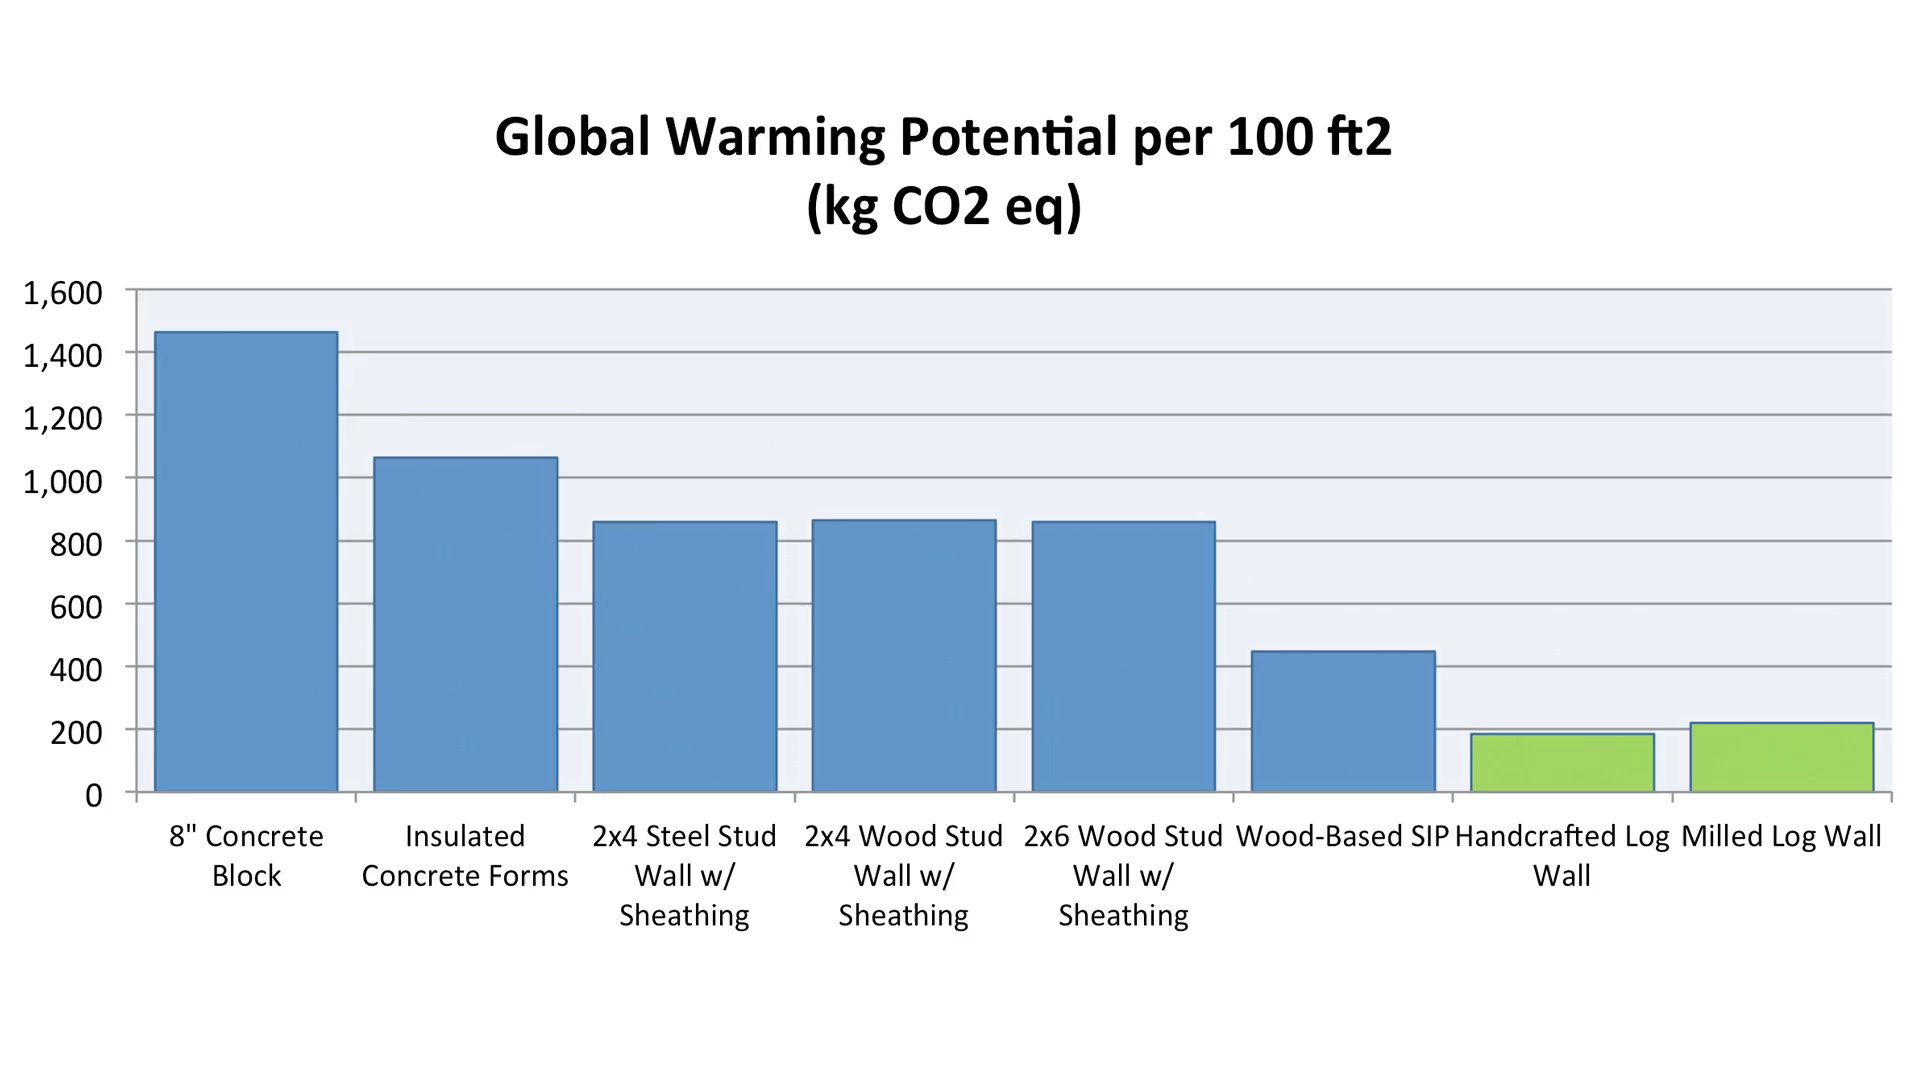 Global Warming Potential per 100 ft2
(kg CO2 eq)
1,600
1,400
1,200
1,000
800
600
400
200
0
8" Concrete
Block
Insulated
Concrete Forms
2x4 Steel Stud
Wall w/
Sheathing
2x4 Wood Stud
Wall w/
Sheathing
2x6 Wood Stud
Wall w/
Sheathing
Wood-Based SIP
Handcrafted Log
Wall
Milled Log Wall